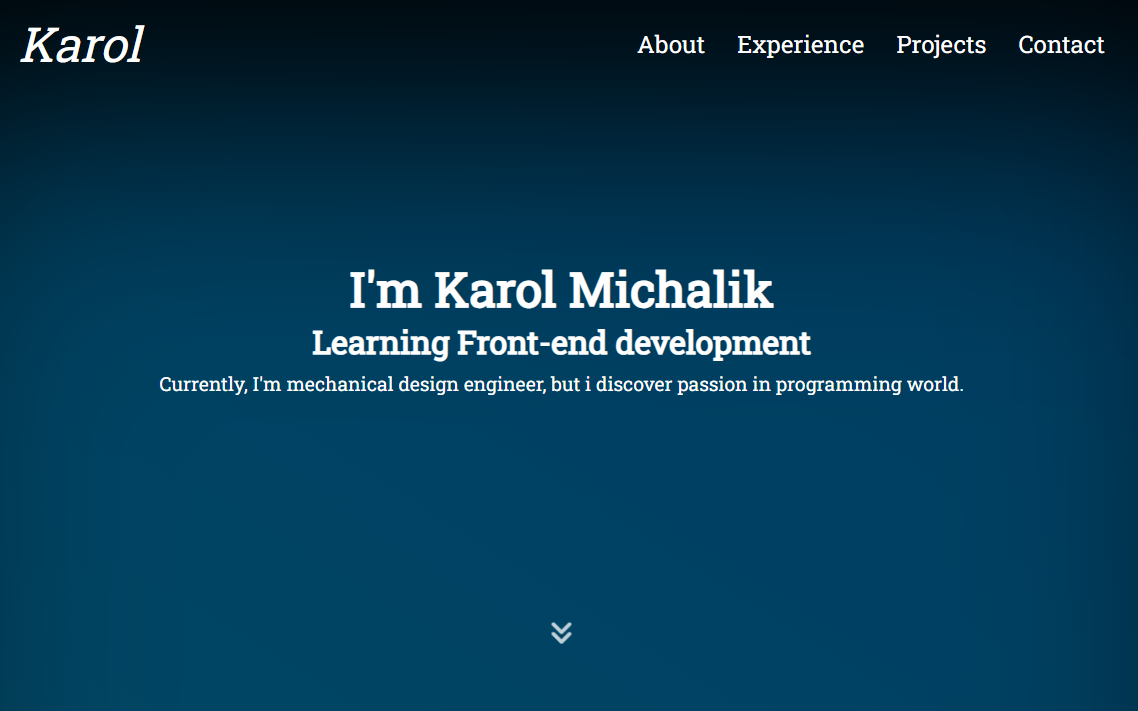 Karol
About Experience Projects Contact
I'm Karol Michalik
Learning Front-end development
Currently, I'm mechanical design engineer, but i discover passion in programming world.